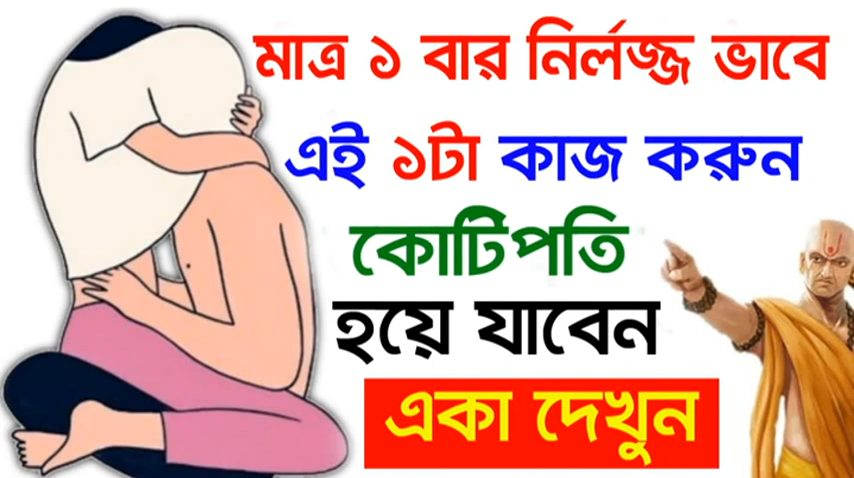 মাত্র ১ বার নির্লজ্জ ভাবে
এই ১টা কাজ করুন
কোটিপতি
হয়ে যাবেন
একা দেখুন